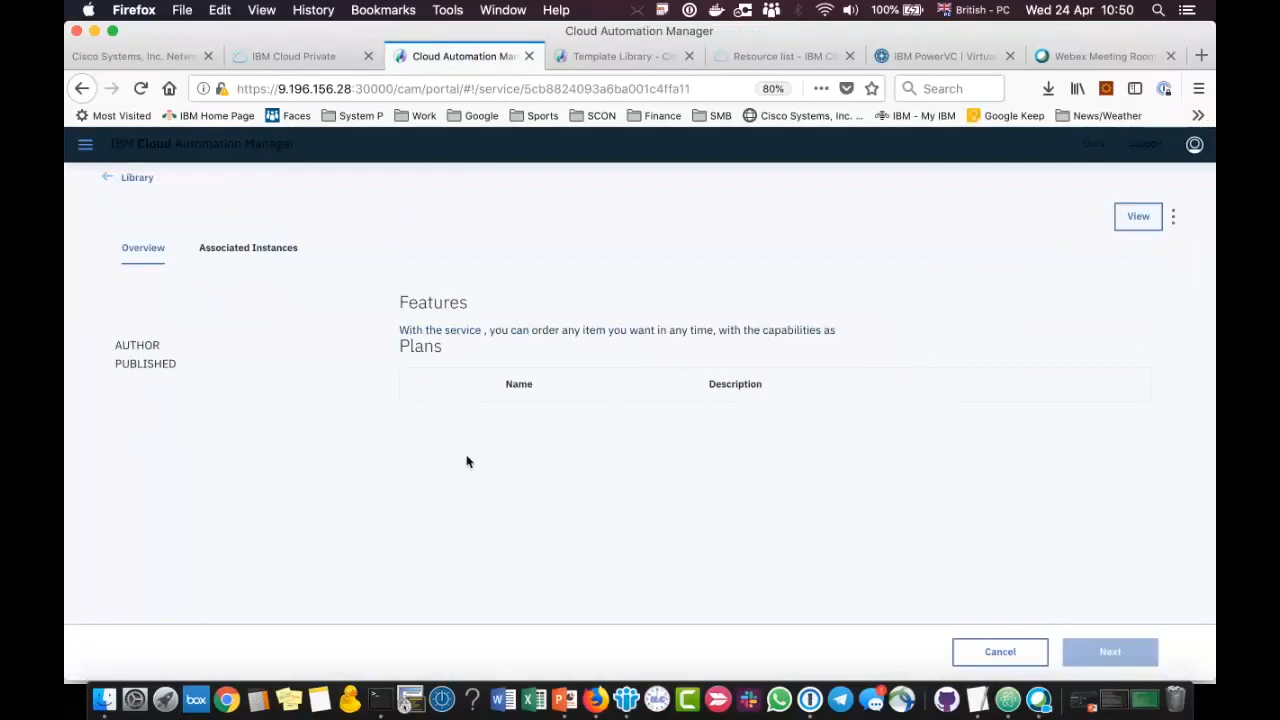 Firefox File Edit View History Bookmarks Tools Window Help 100% British - PC Wed 24 Apr 10:50
Cloud Automation Manager
Cisco Systems, Inc. Netw IBM Cloud Private Cloud Automation Man Template Library - Cl Resource list - IBM Cl IBM PowerVC | Virtua Webex Meeting Room
https://9.196.156.28:30000/cam/portal/#!/service/5cb8824093a6ba001c4ffa11 80% Search
Most Visited IBM Home Page Faces System P Work Google Sports SCON Finance SMB Cisco Systems, Inc. ... IBM - My IBM Google Keep News/Weather
IBM Cloud Automation Manager Docs Support
Library
View
Overview Associated Instances
Features
With the service , you can order any item you want in any time, with the capabilities as
Plans
AUTHOR
PUBLISHED
Name Description
Cancel Next
box